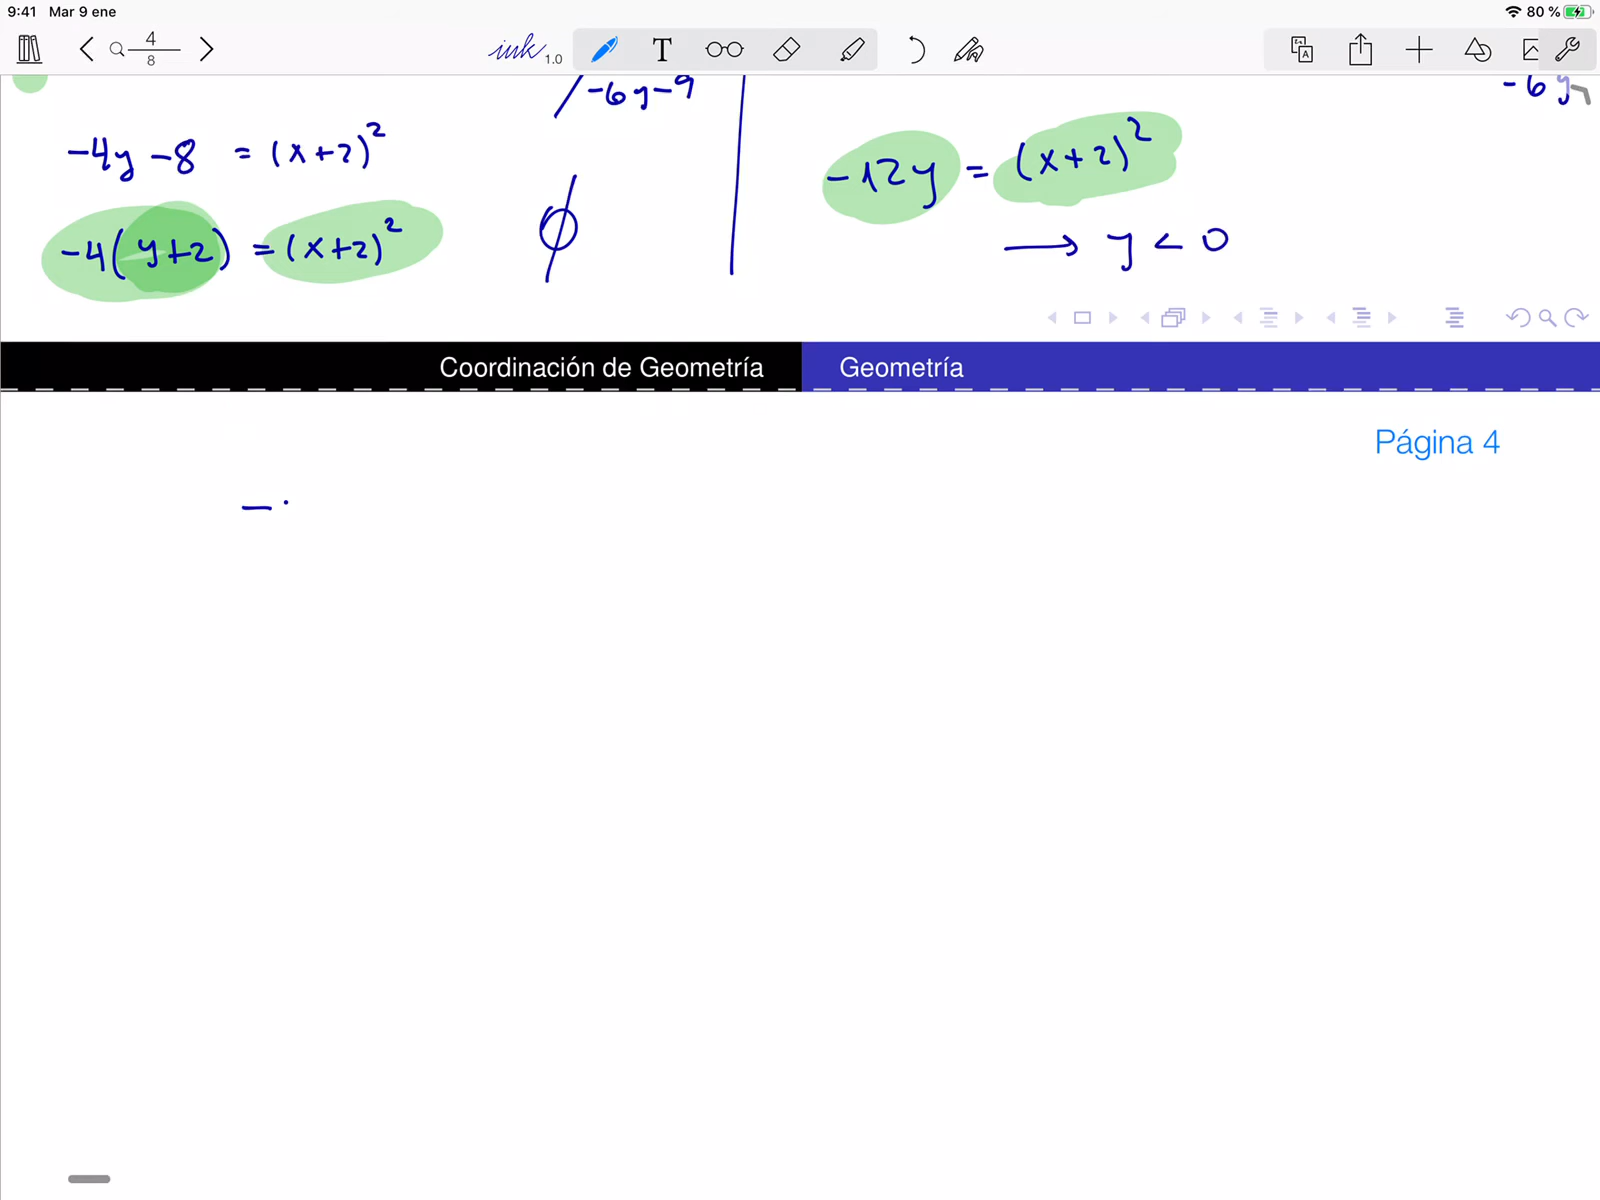 9:41 Mar 9 ene 80 %
4
8
ink 1.0 T A
-6y-9
-6y
-4y-8 = (x+2)²
-12y = (x+2)²
-4(y+2) = (x+2)²
∅
→ y < 0
Coordinación de Geometría Geometría
Página 4
-